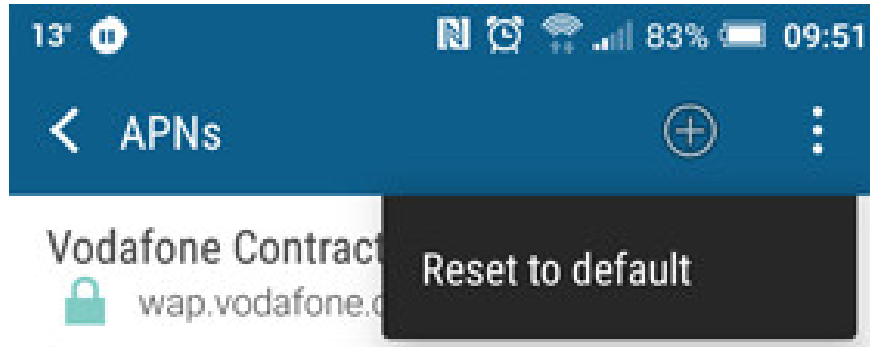 13° 83% 09:51
APNs
Vodafone Contract
Reset to default
wap.vodafone.c